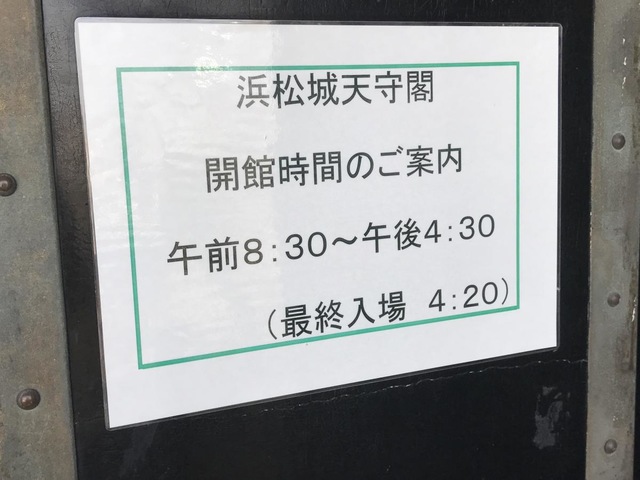 浜松城天守閣
開館時間のご案内
午前8:30～午後4:30
（最終入場　4:20）